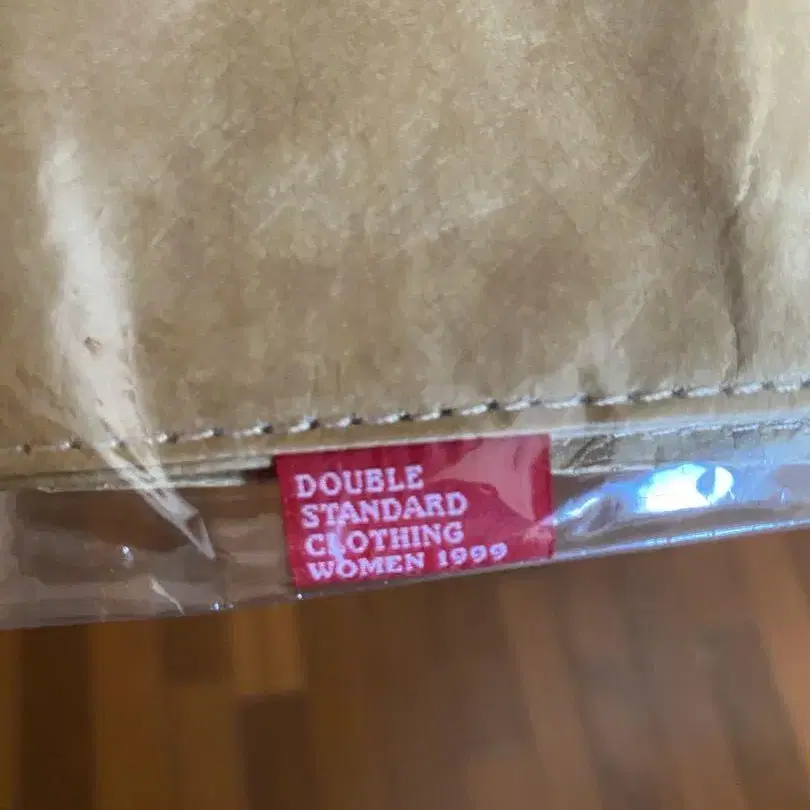 DOUBLE
STANDARD
CLOTHING
WOMEN 1999